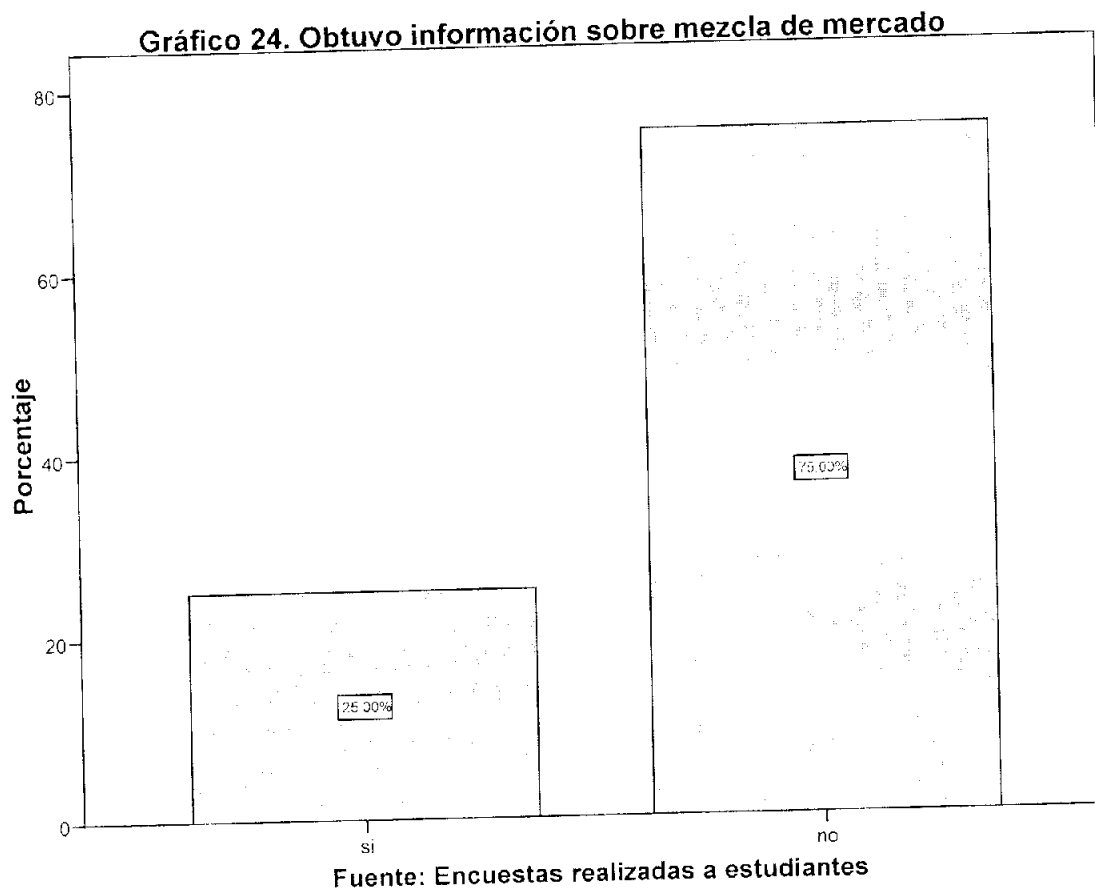 Gráfico 24. Obtuvo información sobre mezcla de mercado
80
60
40
20
0
Porcentaje
25.00%
75.00%
si
no
Fuente: Encuestas realizadas a estudiantes